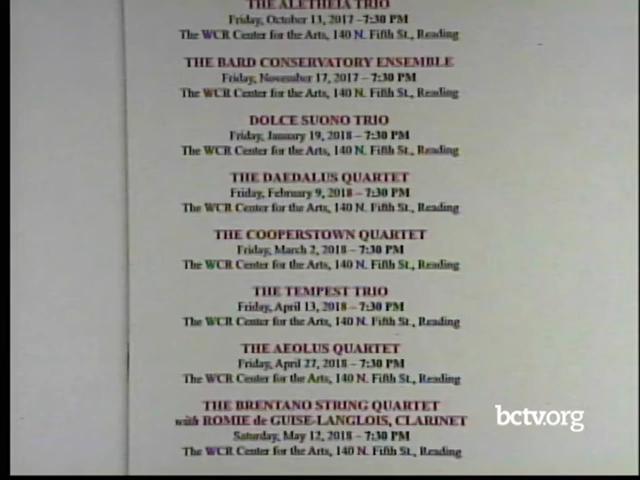 THE ALETHEIA TRIO
Friday, October 13, 2017 –7:30 PM
The WCR Center for the Arts, 140 N. Fifth St., Reading
THE BARD CONSERVATORY ENSEMBLE
Friday, November 17, 2017 – 7:30 PM
The WCR Center for the Arts, 140 N. Fifth St., Reading
DOLCE SUONO TRIO
Friday, January 19, 2018 – 7:30 PM
The WCR Center for the Arts, 140 N. Fifth St., Reading
THE DAEDALUS QUARTET
Friday, February 9, 2018 – 7:30 PM
The WCR Center for the Arts, 140 N. Fifth St., Reading
THE COOPERSTOWN QUARTET
Friday, March 2, 2018 – 7:30 PM
The WCR Center for the Arts, 140 N. Fifth St., Reading
THE TEMPEST TRIO
Friday, April 13, 2018 – 7:30 PM
The WCR Center for the Arts, 140 N. Fifth St., Reading
THE AEOLUS QUARTET
Friday, April 27, 2018 – 7:30 PM
The WCR Center for the Arts, 140 N. Fifth St., Reading
THE BRENTANO STRING QUARTET
with ROMIE de GUISE-LANGLOIS, CLARINET
Saturday, May 12, 2018 – 7:30 PM
The WCR Center for the Arts, 140 N. Fifth St., Reading
bctv.org